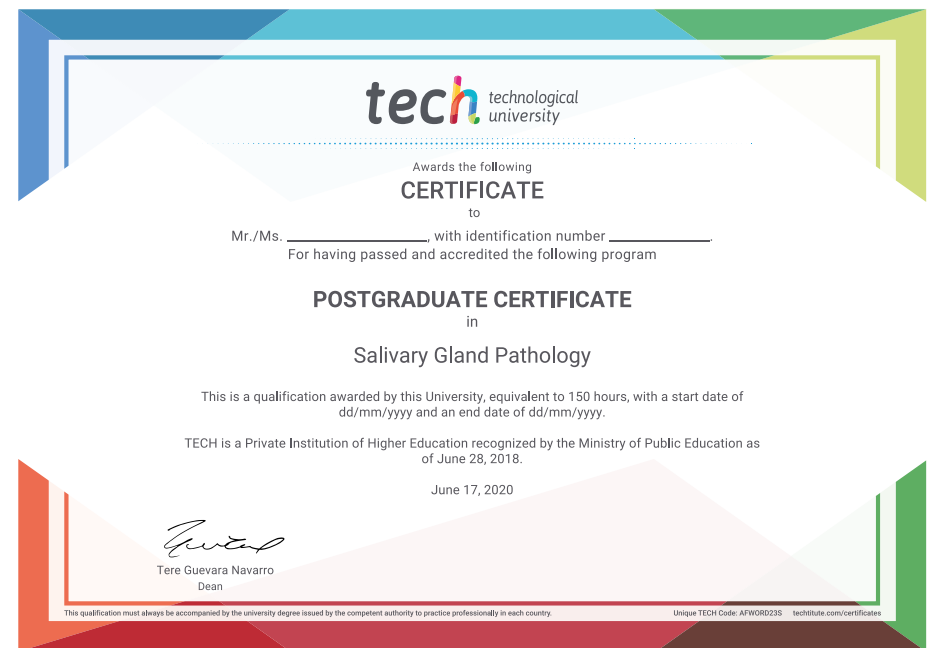 tech technological
university
Awards the following
CERTIFICATE
to
Mr./Ms. ____________, with identification number ____________.
For having passed and accredited the following program
POSTGRADUATE CERTIFICATE
in
Salivary Gland Pathology
This is a qualification awarded by this University, equivalent to 150 hours, with a start date of
dd/mm/yyyy and an end date of dd/mm/yyyy.
TECH is a Private Institution of Higher Education recognized by the Ministry of Public Education as
of June 28, 2018.
June 17, 2020
Tere Guevara Navarro
Dean
This qualification must always be accompanied by the university degree issued by the competent authority to practice professionally in each country.
Unique TECH Code: AFWORD23S techtitute.com/certificates